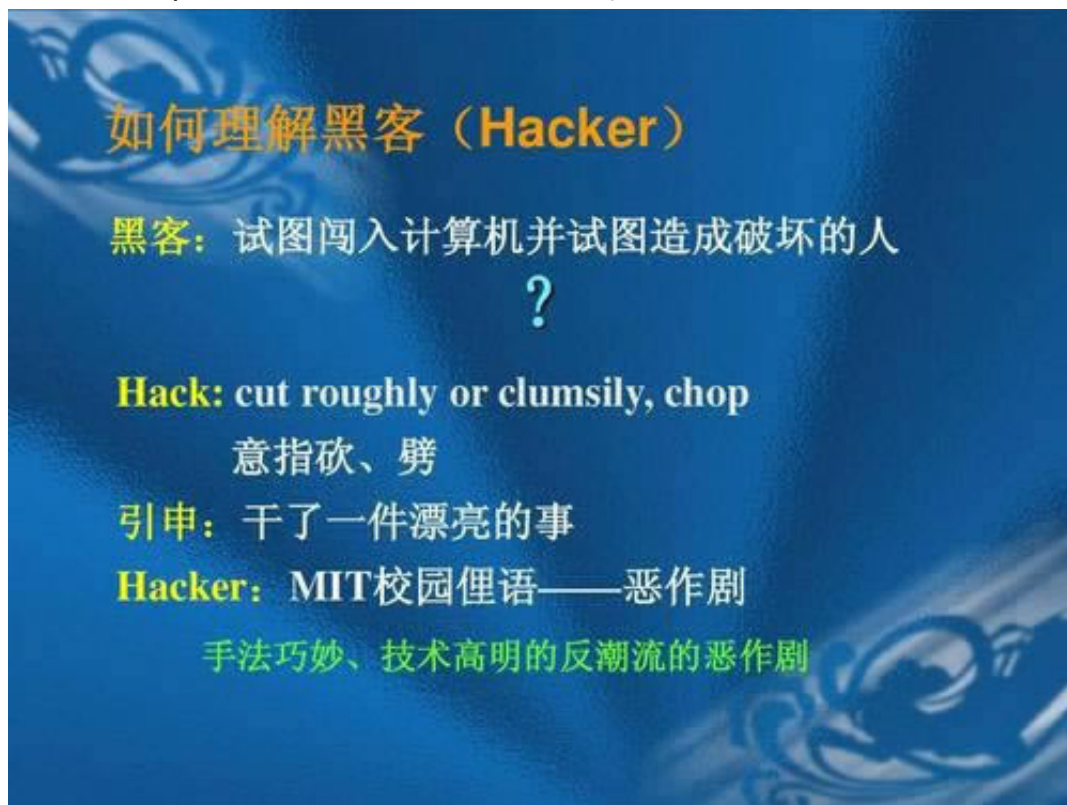 如何理解黑客（Hacker）
黑客：试图闯入计算机并试图造成破坏的人
？
Hack: cut roughly or clumsily, chop
意指砍、劈
引申：干了一件漂亮的事
Hacker：MIT校园俚语——恶作剧
手法巧妙、技术高明的反潮流的恶作剧